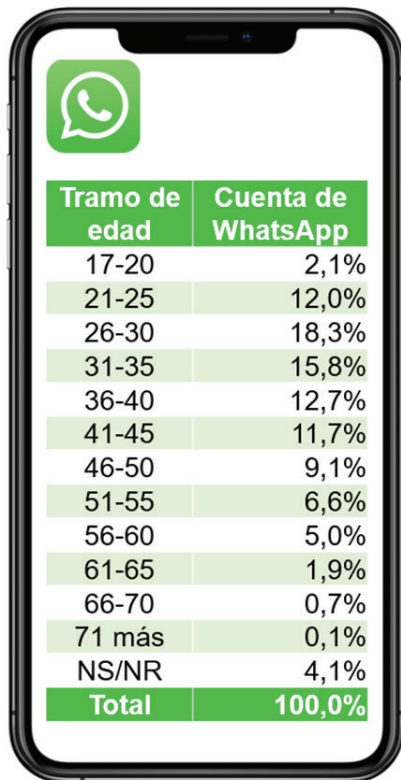 Tramo de edad Cuenta de WhatsApp
17-20 2,1%
21-25 12,0%
26-30 18,3%
31-35 15,8%
36-40 12,7%
41-45 11,7%
46-50 9,1%
51-55 6,6%
56-60 5,0%
61-65 1,9%
66-70 0,7%
71 más 0,1%
NS/NR 4,1%
Total 100,0%